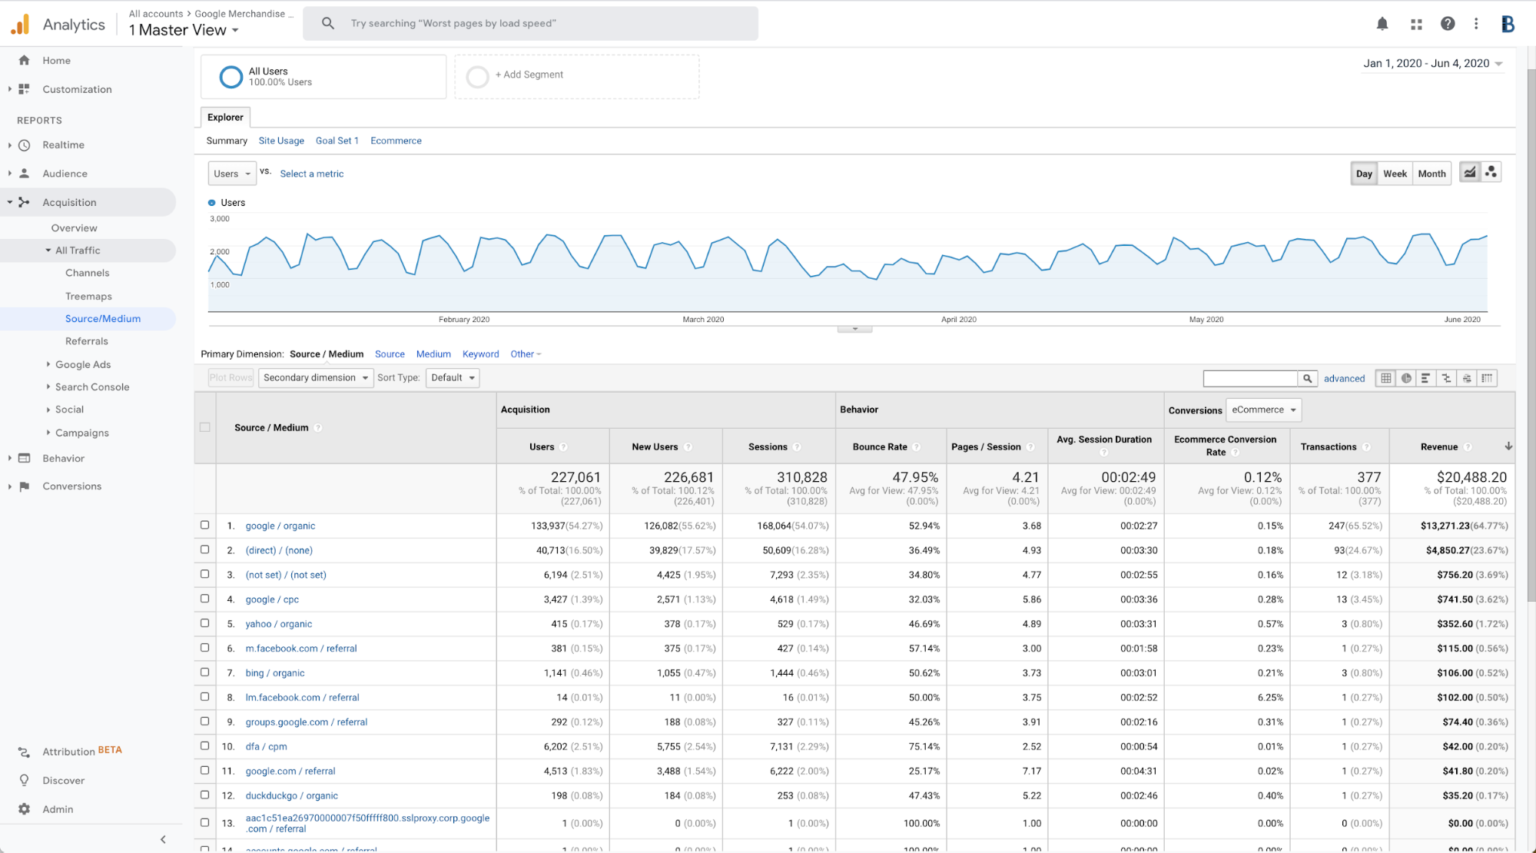 Analytics
All accounts > Google Merchandise ...
1 Master View
Try searching "Worst pages by load speed"
Home
Customization
REPORTS
Realtime
Audience
Acquisition
Overview
All Traffic
Channels
Treemaps
Source/Medium
Referrals
Google Ads
Search Console
Social
Campaigns
Behavior
Conversions
Attribution BETA
Discover
Admin
All Users
100.00% Users
+ Add Segment
Jan 1, 2020 - Jun 4, 2020
Explorer
Summary Site Usage Goal Set 1 Ecommerce
Users vs. Select a metric
Day Week Month
Users
3,000
2,000
1,000
February 2020 March 2020 April 2020 May 2020 June 2020
Primary Dimension: Source / Medium Source Medium Keyword Other
Plot Rows Secondary dimension Sort Type: Default advanced
Source / Medium
Acquisition Behavior Conversions eCommerce
Users New Users Sessions Bounce Rate Pages / Session Avg. Session Duration Ecommerce Conversion Rate Transactions Revenue
227,061 226,681 310,828 47.95% 4.21 00:02:49 0.12% 377 $20,488.20
% of Total: 100.00% % of Total: 100.12% % of Total: 100.00% Avg for View: 47.95% Avg for View: 4.21 Avg for View: 00:02:49 Avg for View: 0.12% % of Total: 100.00% % of Total: 100.00%
(227,061) (226,401) (310,828) (0.00%) (0.00%) (0.00%) (0.00%) (377) ($20,488.20)
1. google / organic 133,937(54.27%) 126,082(55.62%) 168,064(54.07%) 52.94% 3.68 00:02:27 0.15% 247(65.52%) $13,271.23(64.77%)
2. (direct) / (none) 40,713(16.50%) 39,829(17.57%) 50,609(16.28%) 36.49% 4.93 00:03:30 0.18% 93(24.67%) $4,850.27(23.67%)
3. (not set) / (not set) 6,194 (2.51%) 4,425 (1.95%) 7,293 (2.35%) 34.80% 4.77 00:02:55 0.16% 12 (3.18%) $756.20 (3.69%)
4. google / cpc 3,427 (1.39%) 2,571 (1.13%) 4,618 (1.49%) 32.03% 5.86 00:03:36 0.28% 13 (3.45%) $741.50 (3.62%)
5. yahoo / organic 415 (0.17%) 378 (0.17%) 529 (0.17%) 46.69% 4.89 00:03:31 0.57% 3 (0.80%) $352.60 (1.72%)
6. m.facebook.com / referral 381 (0.15%) 375 (0.17%) 427 (0.14%) 57.14% 3.00 00:01:58 0.23% 1 (0.27%) $115.00 (0.56%)
7. bing / organic 1,141 (0.46%) 1,055 (0.47%) 1,444 (0.46%) 50.62% 3.73 00:03:01 0.21% 3 (0.80%) $106.00 (0.52%)
8. lm.facebook.com / referral 14 (0.01%) 11 (0.00%) 16 (0.01%) 50.00% 3.75 00:02:52 6.25% 1 (0.27%) $102.00 (0.50%)
9. groups.google.com / referral 292 (0.12%) 188 (0.08%) 327 (0.11%) 45.26% 3.91 00:02:16 0.31% 1 (0.27%) $74.40 (0.36%)
10. dfa / cpm 6,202 (2.51%) 5,755 (2.54%) 7,131 (2.29%) 75.14% 2.52 00:00:54 0.01% 1 (0.27%) $42.00 (0.20%)
11. google.com / referral 4,513 (1.83%) 3,488 (1.54%) 6,222 (2.00%) 25.17% 7.17 00:04:31 0.02% 1 (0.27%) $41.80 (0.20%)
12. duckduckgo / organic 198 (0.08%) 184 (0.08%) 253 (0.08%) 47.43% 5.22 00:02:46 0.40% 1 (0.27%) $35.20 (0.17%)
13. aac1c51ea26970000007f50fffff800.sslproxy.corp.google
.com / referral 1 (0.00%) 0 (0.00%) 1 (0.00%) 100.00% 1.00 00:00:00 0.00% 0 (0.00%) $0.00 (0.00%)